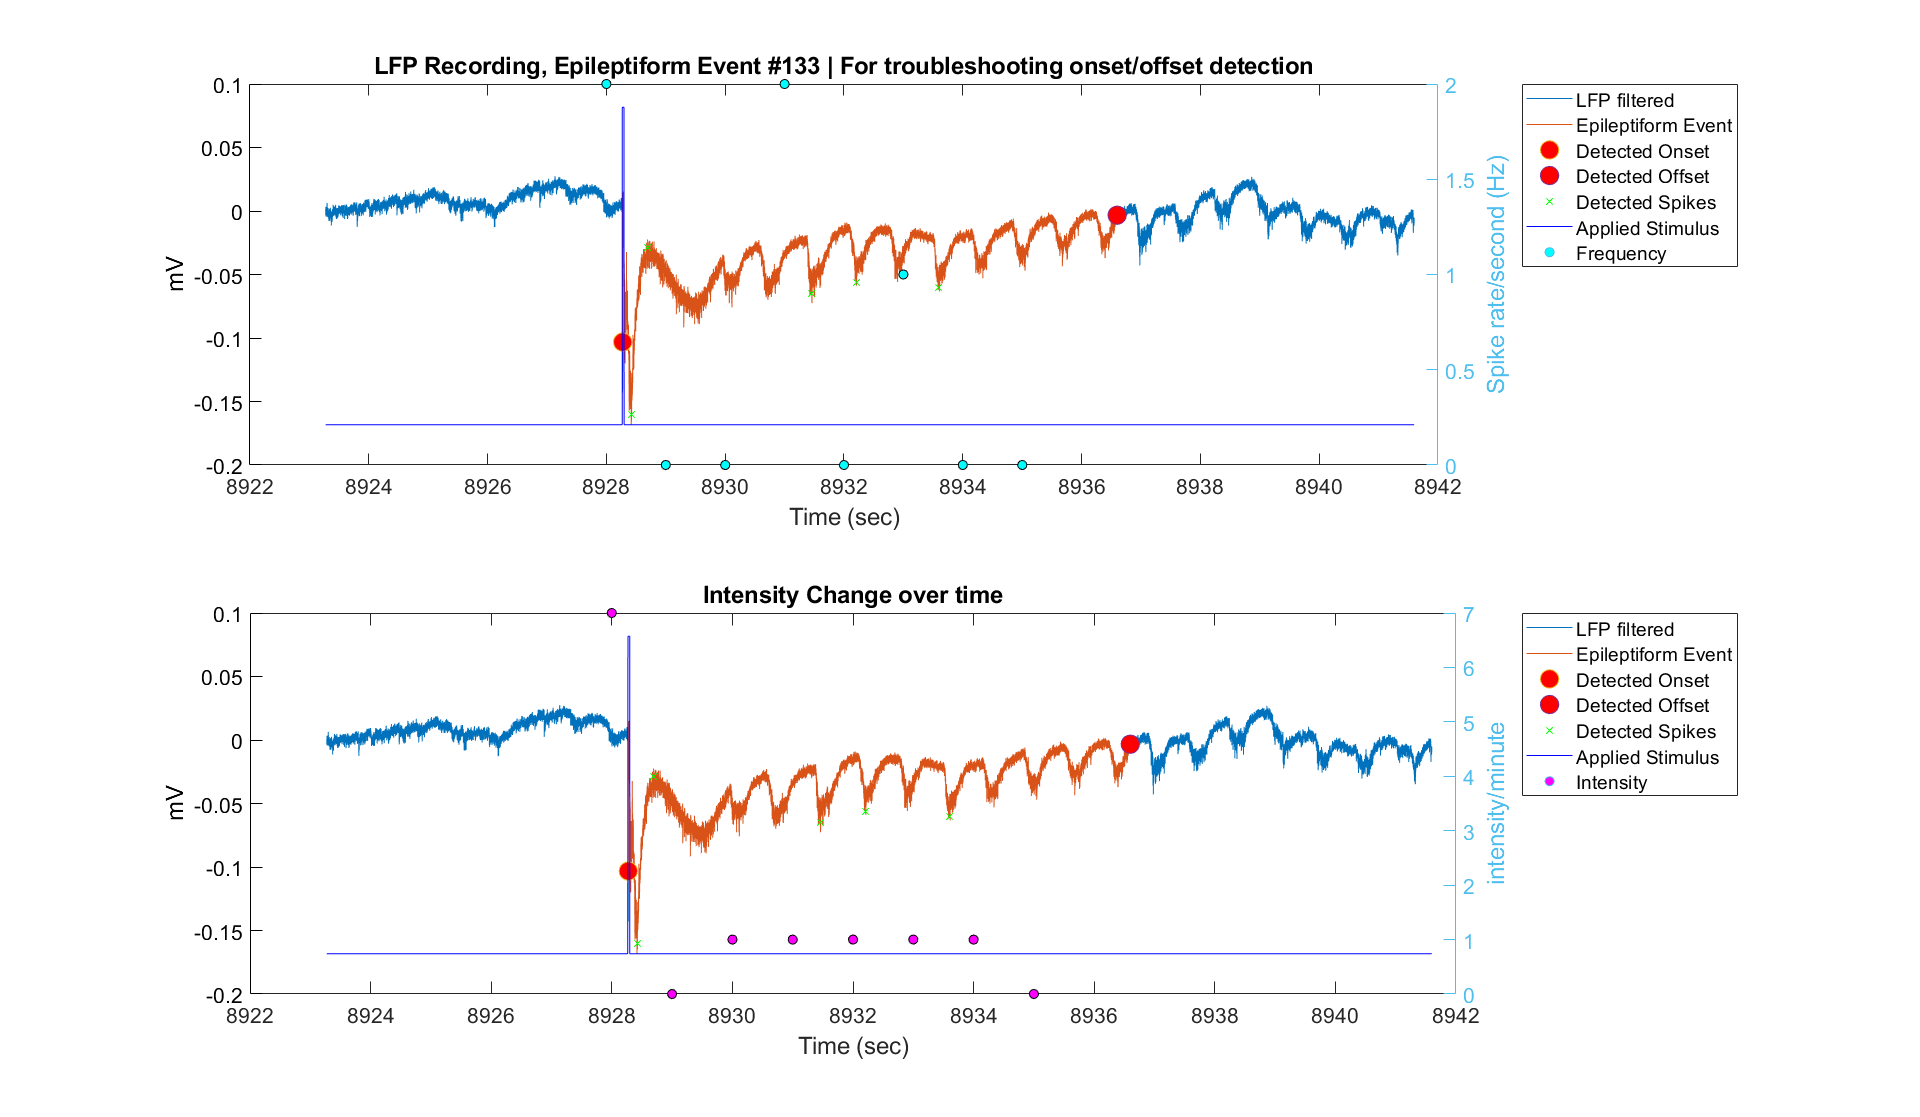 LFP Recording, Epileptiform Event #133 | For troubleshooting onset/offset detection
0.1
0.05
0
-0.05
-0.1
-0.15
-0.2
mV
8922 8924 8926 8928 8930 8932 8934 8936 8938 8940 8942
Time (sec)
2
1.5
1
0.5
0
Spike rate/second (Hz)
LFP filtered
Epileptiform Event
Detected Onset
Detected Offset
Detected Spikes
Applied Stimulus
Frequency
Intensity Change over time
0.1
0.05
0
-0.05
-0.1
-0.15
-0.2
mV
8922 8924 8926 8928 8930 8932 8934 8936 8938 8940 8942
Time (sec)
7
6
5
4
3
2
1
0
intensity/minute
LFP filtered
Epileptiform Event
Detected Onset
Detected Offset
Detected Spikes
Applied Stimulus
Intensity